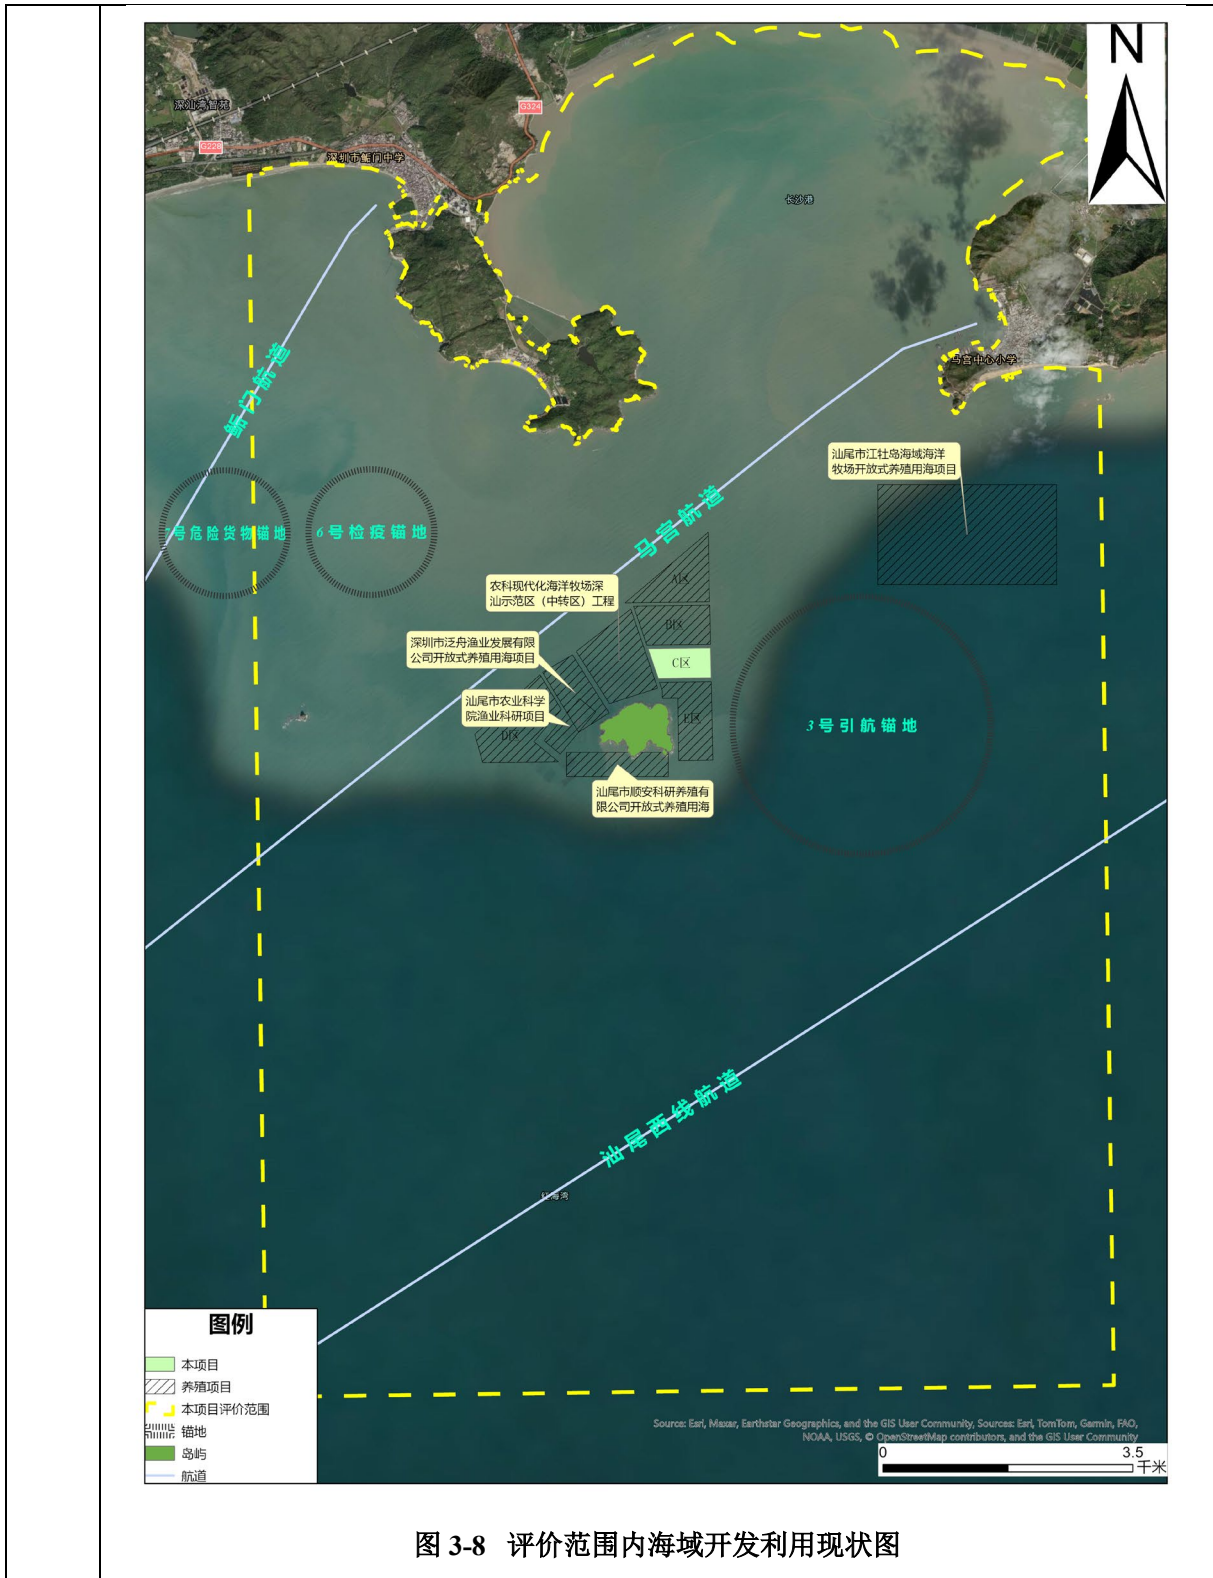 N
深汕湾智苑
G324
G228
深圳市鲘门中学
长沙港
马宫中心小学
鲘门航道
汕尾市江牡岛海域海洋
牧场开放式养殖用海项目
号危险货物锚地
6号检疫锚地
马宫航道
A区
农科现代化海洋牧场深
汕示范区（中转区）工程
B区
深圳市泛舟渔业发展有限
公司开放式养殖用海项目
C区
汕尾市农业科学
院渔业科研项目
D区
E区
3号引航锚地
汕尾市顺安科研养殖有
限公司开放式养殖用海
汕尾西线航道
红海湾
图例
本项目
养殖项目
本项目评价范围
锚地
岛屿
航道
Source: Esri, Maxar, Earthstar Geographics, and the GIS User Community, Sources: Esri, TomTom, Garmin, FAO,
NOAA, USGS, © OpenStreetMap contributors, and the GIS User Community
0 3.5
千米
图 3-8 评价范围内海域开发利用现状图